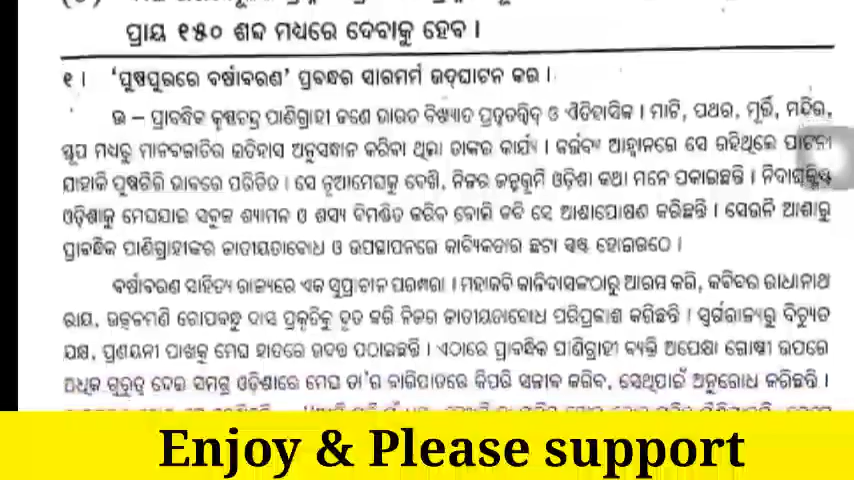 ପ୍ରାୟ ୧୫୦ ଶବ୍ଦ ମଧ୍ୟରେ ଦେବାକୁ ହେବ ।
୧ । 'ପୁଷ୍ପପୁରରେ ବର୍ଷାବରଣ' ପ୍ରବନ୍ଧର ସାରମର୍ମ ଉଦ୍‌ଘାଟନ କର ।
ଉ – ପ୍ରାବନ୍ଧିକ କୃଷ୍ଣଚନ୍ଦ୍ର ପାଣିଗ୍ରାହୀ ଜଣେ ଭାରତ ବିଖ୍ୟାତ ପ୍ରତ୍ନତତ୍ତ୍ୱବିଦ୍ ଓ ଐତିହାସିକ । ମାଟି, ପଥର, ମୂର୍ତ୍ତି, ମନ୍ଦିର,
ସ୍ତୂପ ମଧ୍ୟରୁ ମାନବଜାତିର ଇତିହାସ ଅନୁସନ୍ଧାନ କରିବା ଥିଲା ତାଙ୍କର କାର୍ଯ୍ୟ । କର୍ତ୍ତବ୍ୟ ଆହ୍ୱାନରେ ସେ ରହିଥିଲେ ପାଟନା
ଯାହାକି ପୁଷ୍ପଗିରି ଭାବରେ ପରିଚିତ । ସେ ନୂଆମେଘକୁ ଦେଖି, ନିଜର ଜନ୍ମଭୂମି ଓଡ଼ିଶା କଥା ମନେ ପକାଇଛନ୍ତି ।
ଓଡ଼ିଶାକୁ ମେଘଯାଇ ସବୁଜ ଶ୍ୟାମଳ ଓ ଶସ୍ୟ ବିମଣ୍ଡିତ କରିବ ବୋଲି କବି ସେ ଆଶାପୋଷଣ କରିଛନ୍ତି । ସେଉଳି ଆଶାରୁ
ପ୍ରାବନ୍ଧିକ ପାଣିଗ୍ରାହୀଙ୍କର ଜାତୀୟତାବୋଧ ଓ ଉପସ୍ଥାପନରେ କାବ୍ୟିକତାର ଛଟା ସ୍ପଷ୍ଟ ହୋଇଉଠେ ।
ବର୍ଷାବରଣ ସାହିତ୍ୟ ରାଜ୍ୟରେ ଏକ ସୁପ୍ରାଚୀନ ପରମ୍ପରା । ମହାକବି କାଳିଦାସଙ୍କଠାରୁ ଆରମ୍ଭ କରି, କବିବର ରାଧାନାଥ
ରାୟ, ଉତ୍କଳମଣି ଗୋପବନ୍ଧୁ ଦାସ ପ୍ରକୃତିକୁ ଦୂତ କରି ନିଜର ଜାତୀୟତାବୋଧ ପରିପ୍ରକାଶ କରିଛନ୍ତି । ସ୍ୱର୍ଗରାଜ୍ୟରୁ ବିଚ୍ୟୁତ
ଯକ୍ଷ, ପ୍ରଣୟନୀ ପାଖକୁ ମେଘ ହାତରେ ଉଦନ୍ତ ପଠାଇଛନ୍ତି । ଏଠାରେ ପ୍ରାବନ୍ଧିକ ପାଣିଗ୍ରାହୀ ବ୍ୟକ୍ତି ଅପେକ୍ଷା ଗୋଷ୍ଠୀ ଉପରେ
ଅଧିକ ଗୁରୁତ୍ୱ ଦେଇ ସମଗ୍ର ଓଡ଼ିଶାରେ ମେଘ ତା'ର ବାରିପାତରେ କିପରି ସଜୀବ କରିବ, ସେଥିପାଇଁ ଅନୁରୋଧ କରିଛନ୍ତି ।
Enjoy & Please support